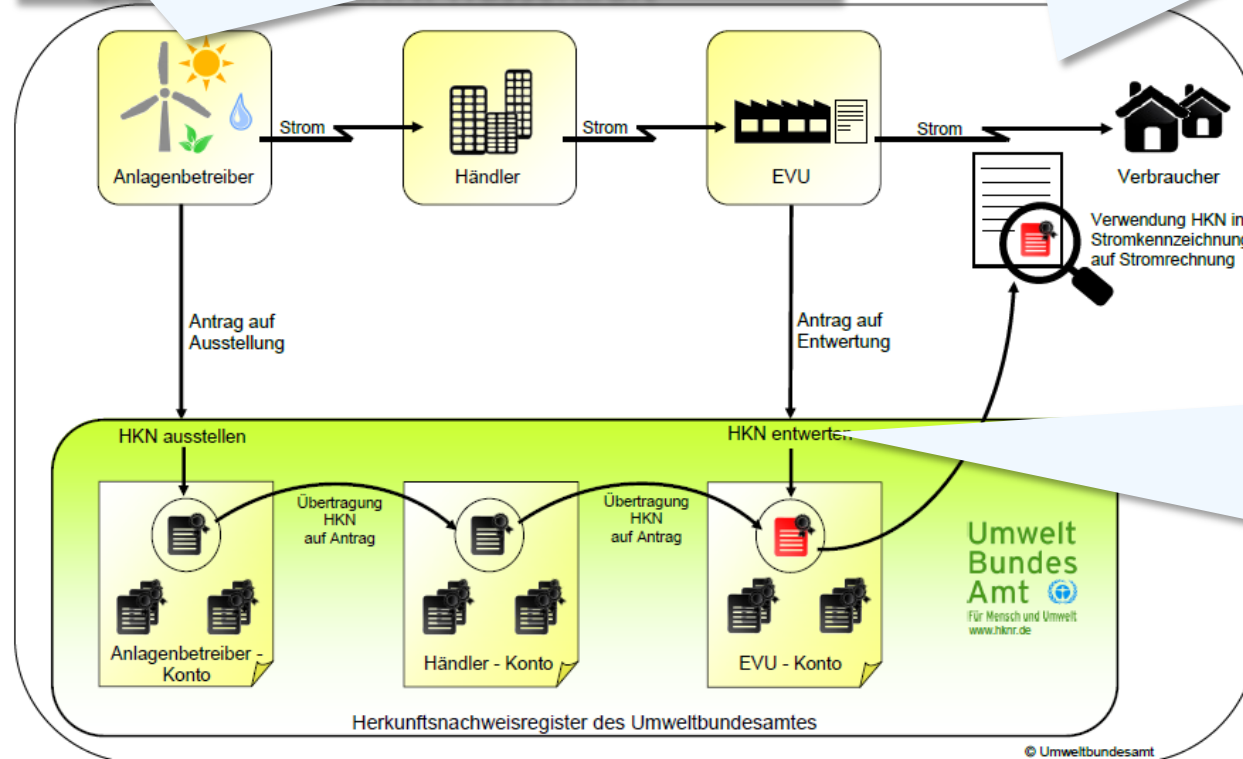 Strom
Strom
Strom
Anlagenbetreiber
Händler
EVU
Verbraucher
Verwendung HKN in
Stromkennzeichnung
auf Stromrechnung
Antrag auf
Ausstellung
Antrag auf
Entwertung
HKN ausstellen
HKN entwerten
Übertragung
HKN
auf Antrag
Übertragung
HKN
auf Antrag
Umwelt
Bundes
Amt
Für Mensch und Umwelt
www.hknr.de
Anlagenbetreiber -
Konto
Händler - Konto
EVU - Konto
Herkunftsnachweisregister des Umweltbundesamtes
© Umweltbundesamt